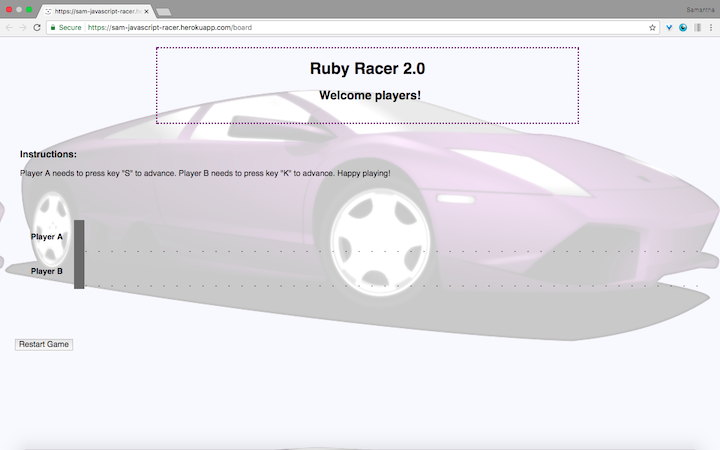 https://sam-javascript-racer.h
Samantha
Secure
https://sam-javascript-racer.herokuapp.com/board
Ruby Racer 2.0
Welcome players!
Instructions:
Player A needs to press key "S" to advance. Player B needs to press key "K" to advance. Happy playing!
Player A
Player B
Restart Game